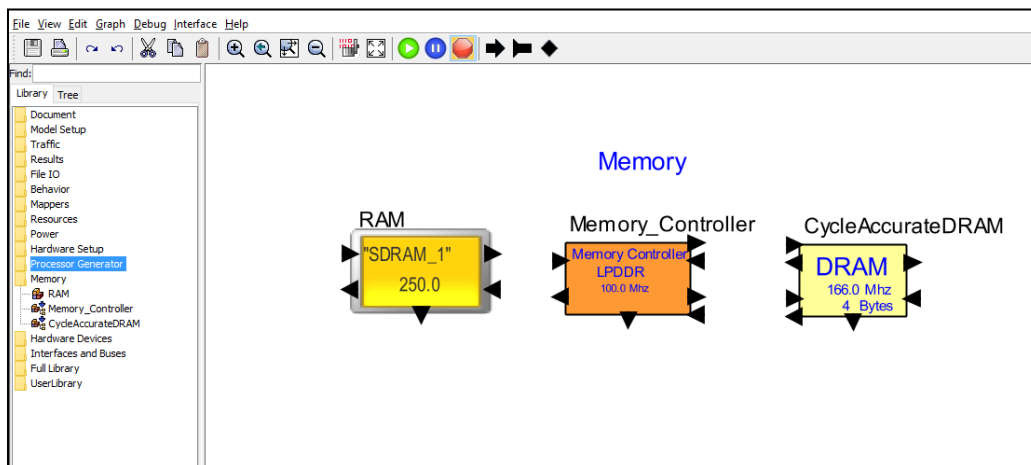 File View Edit Graph Debug Interface Help
Find:
Library Tree
Document
Model Setup
Traffic
Results
File IO
Behavior
Mappers
Resources
Power
Hardware Setup
Processor Generator
Memory
RAM
Memory_Controller
CycleAccurateDRAM
Hardware Devices
Interfaces and Buses
Full Library
UserLibrary
Memory
RAM
"SDRAM_1"
250.0
Memory_Controller
Memory Controller
LPDDR
100.0 Mhz
CycleAccurateDRAM
DRAM
166.0 Mhz
4 Bytes